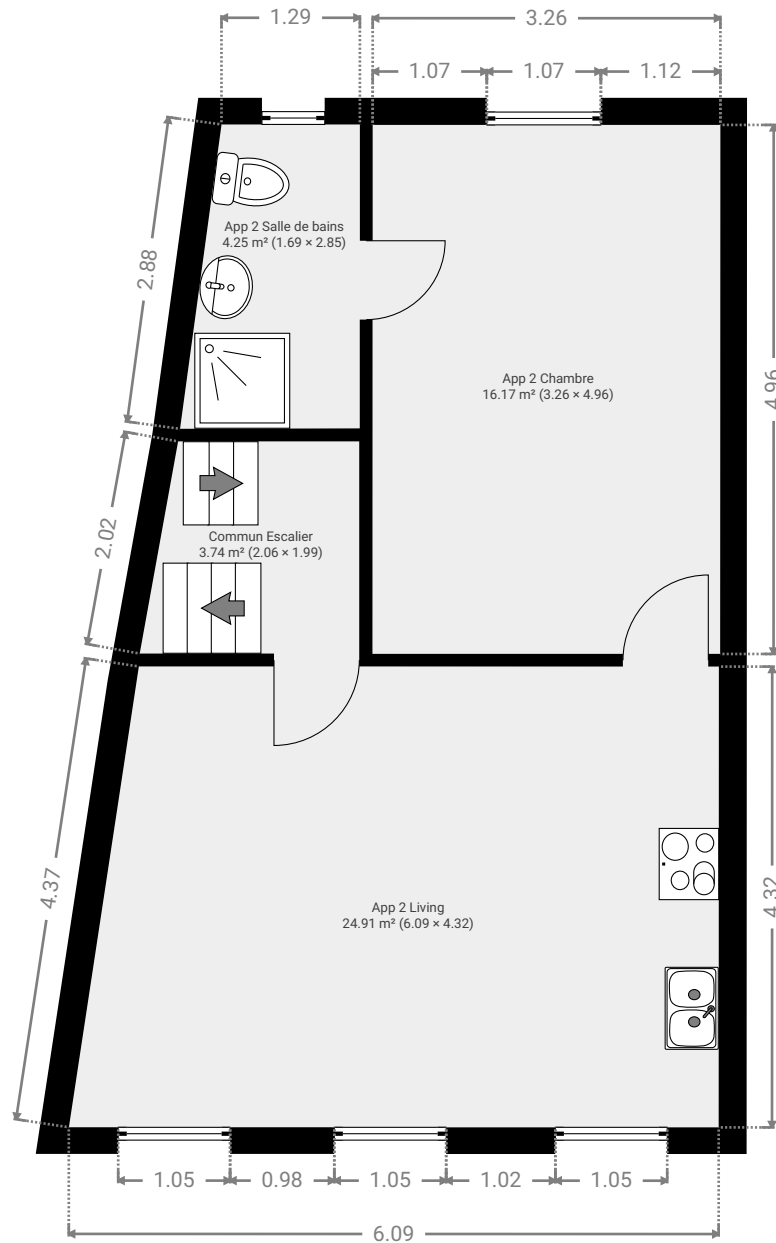 1.29
3.26
1.07
1.07
1.12
2.88
App 2 Salle de bains
4.25 m² (1.69 × 2.85)
App 2 Chambre
16.17 m² (3.26 × 4.96)
4.96
2.02
Commun Escalier
3.74 m² (2.06 × 1.99)
4.37
App 2 Living
24.91 m² (6.09 × 4.32)
4.32
1.05
0.98
1.05
1.02
1.05
6.09